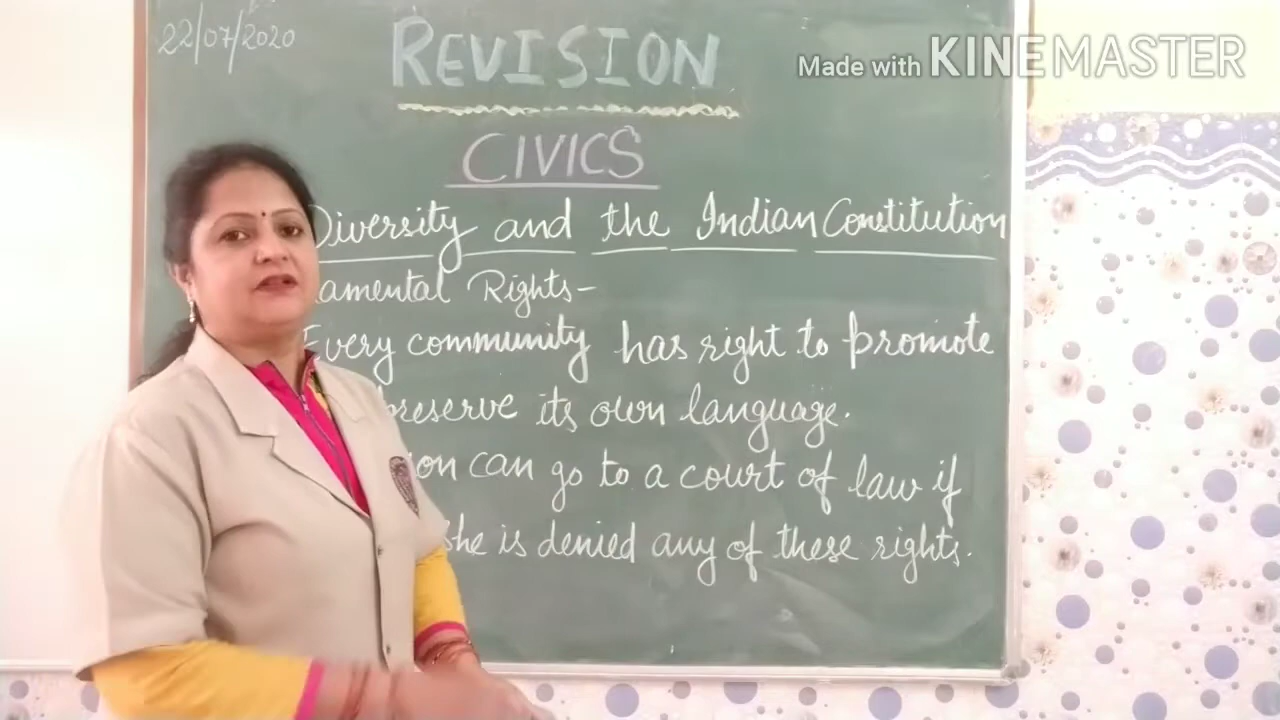 22/07/2020
REVISION
Made with KINEMASTER
CIVICS
Diversity and the Indian Constitution
amental Rights-
Every community has right to promote
preserve its own language.
on can go to a court of law if
she is denied any of these rights.